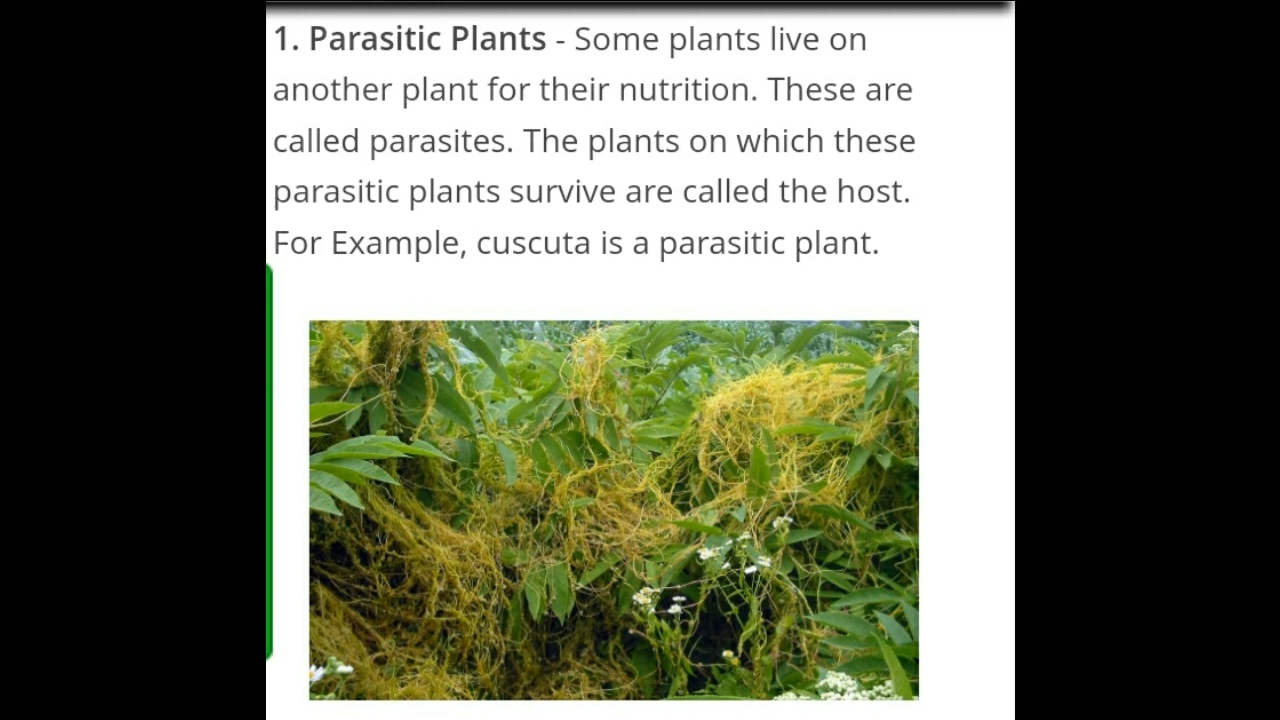 1. Parasitic Plants - Some plants live on
another plant for their nutrition. These are
called parasites. The plants on which these
parasitic plants survive are called the host.
For Example, cuscuta is a parasitic plant.